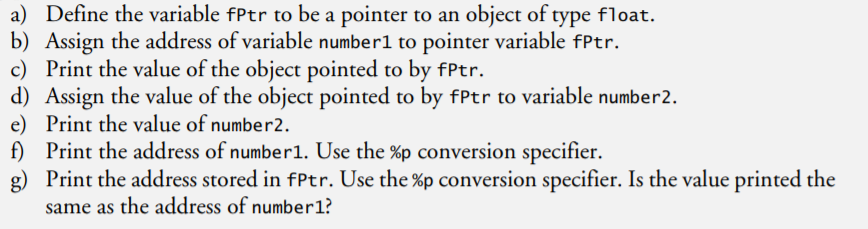 a) Define the variable fPtr to be a pointer to an object of type float.
b) Assign the address of variable number1 to pointer variable fPtr.
c) Print the value of the object pointed to by fPtr.
d) Assign the value of the object pointed to by fPtr to variable number2.
e) Print the value of number2.
f) Print the address of number1. Use the %p conversion specifier.
g) Print the address stored in fPtr. Use the %p conversion specifier. Is the value printed the
same as the address of number1?